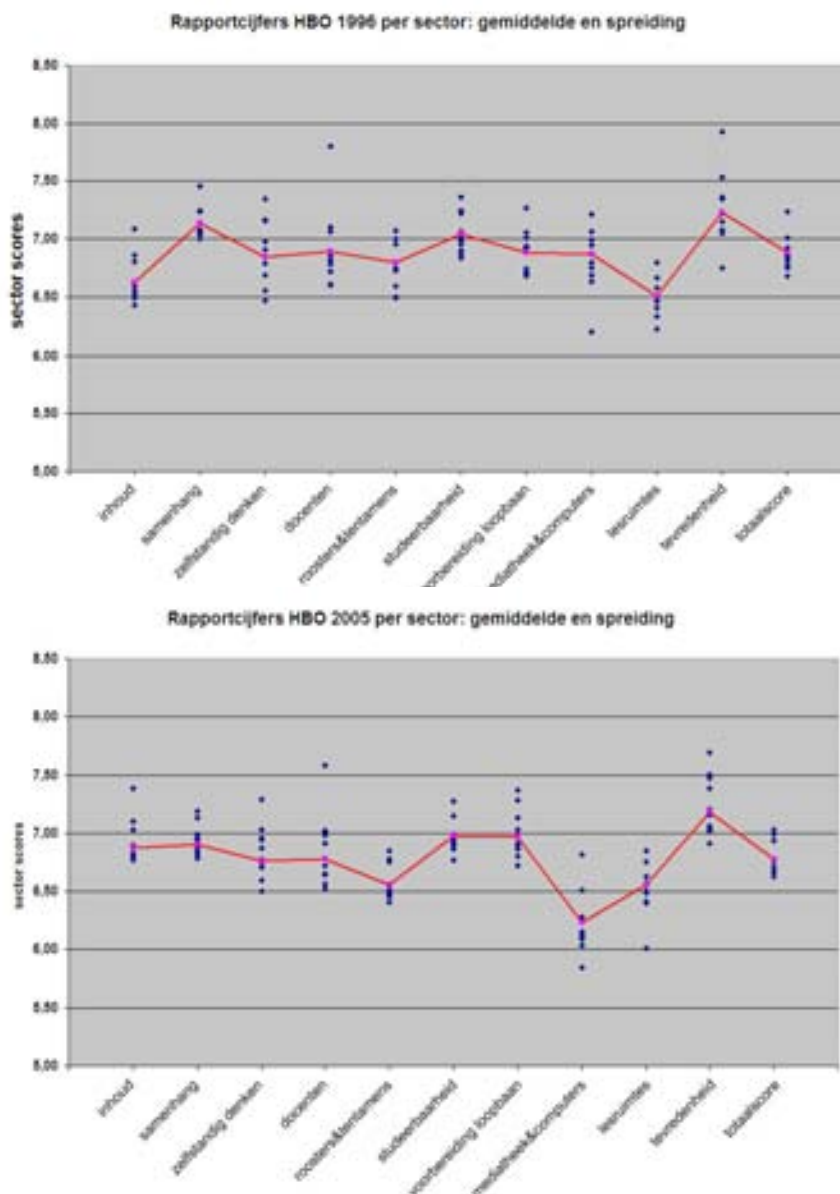 Rapportcijfers HBO 1996 per sector: gemiddelde en spreiding
8,50
8,00
7,50
7,00
6,50
6,00
5,50
5,00
sector scores
inhoud
samenhang
zelfstandig denken
docenten
roosters&tentamens
studeerbaarheid
voorbereiding loopbaan
mediatheek&computers
lesruimtes
tevredenheid
totaalscore
Rapportcijfers HBO 2005 per sector: gemiddelde en spreiding
8,50
8,00
7,50
7,00
6,50
6,00
5,50
5,00
sector scores
inhoud
samenhang
zelfstandig denken
docenten
roosters&tentamens
studeerbaarheid
voorbereiding loopbaan
mediatheek&computers
lesruimtes
tevredenheid
totaalscore